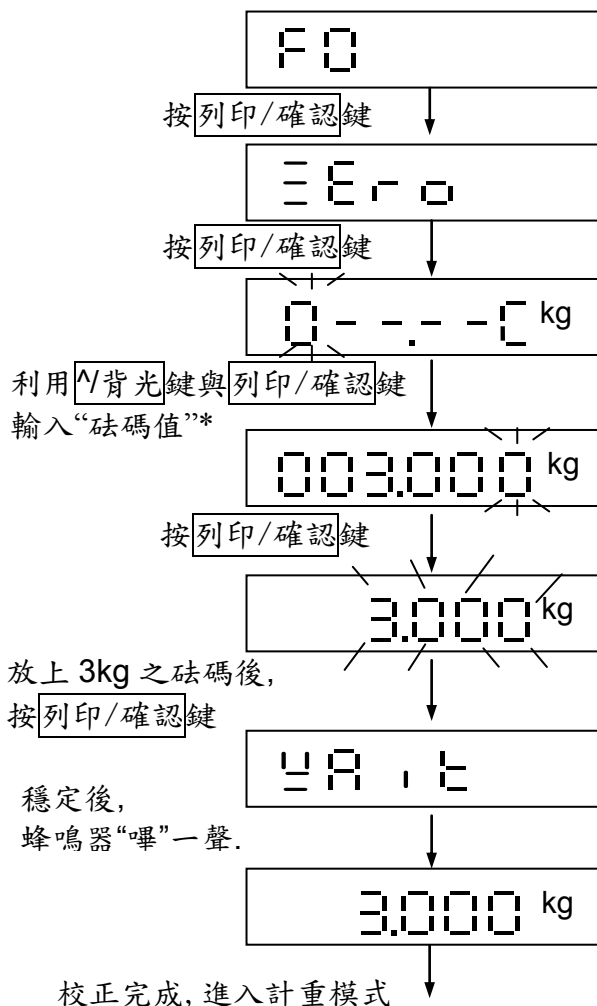 F0
按列印/確認鍵
ZEro
按列印/確認鍵
0--.--C kg
利用^/背光鍵與列印/確認鍵
輸入“砝碼值”*
003.000 kg
按列印/確認鍵
3.000 kg
放上 3kg 之砝碼後,
按列印/確認鍵
WAit
穩定後,
蜂鳴器“嗶”一聲.
3.000 kg
校正完成, 進入計重模式